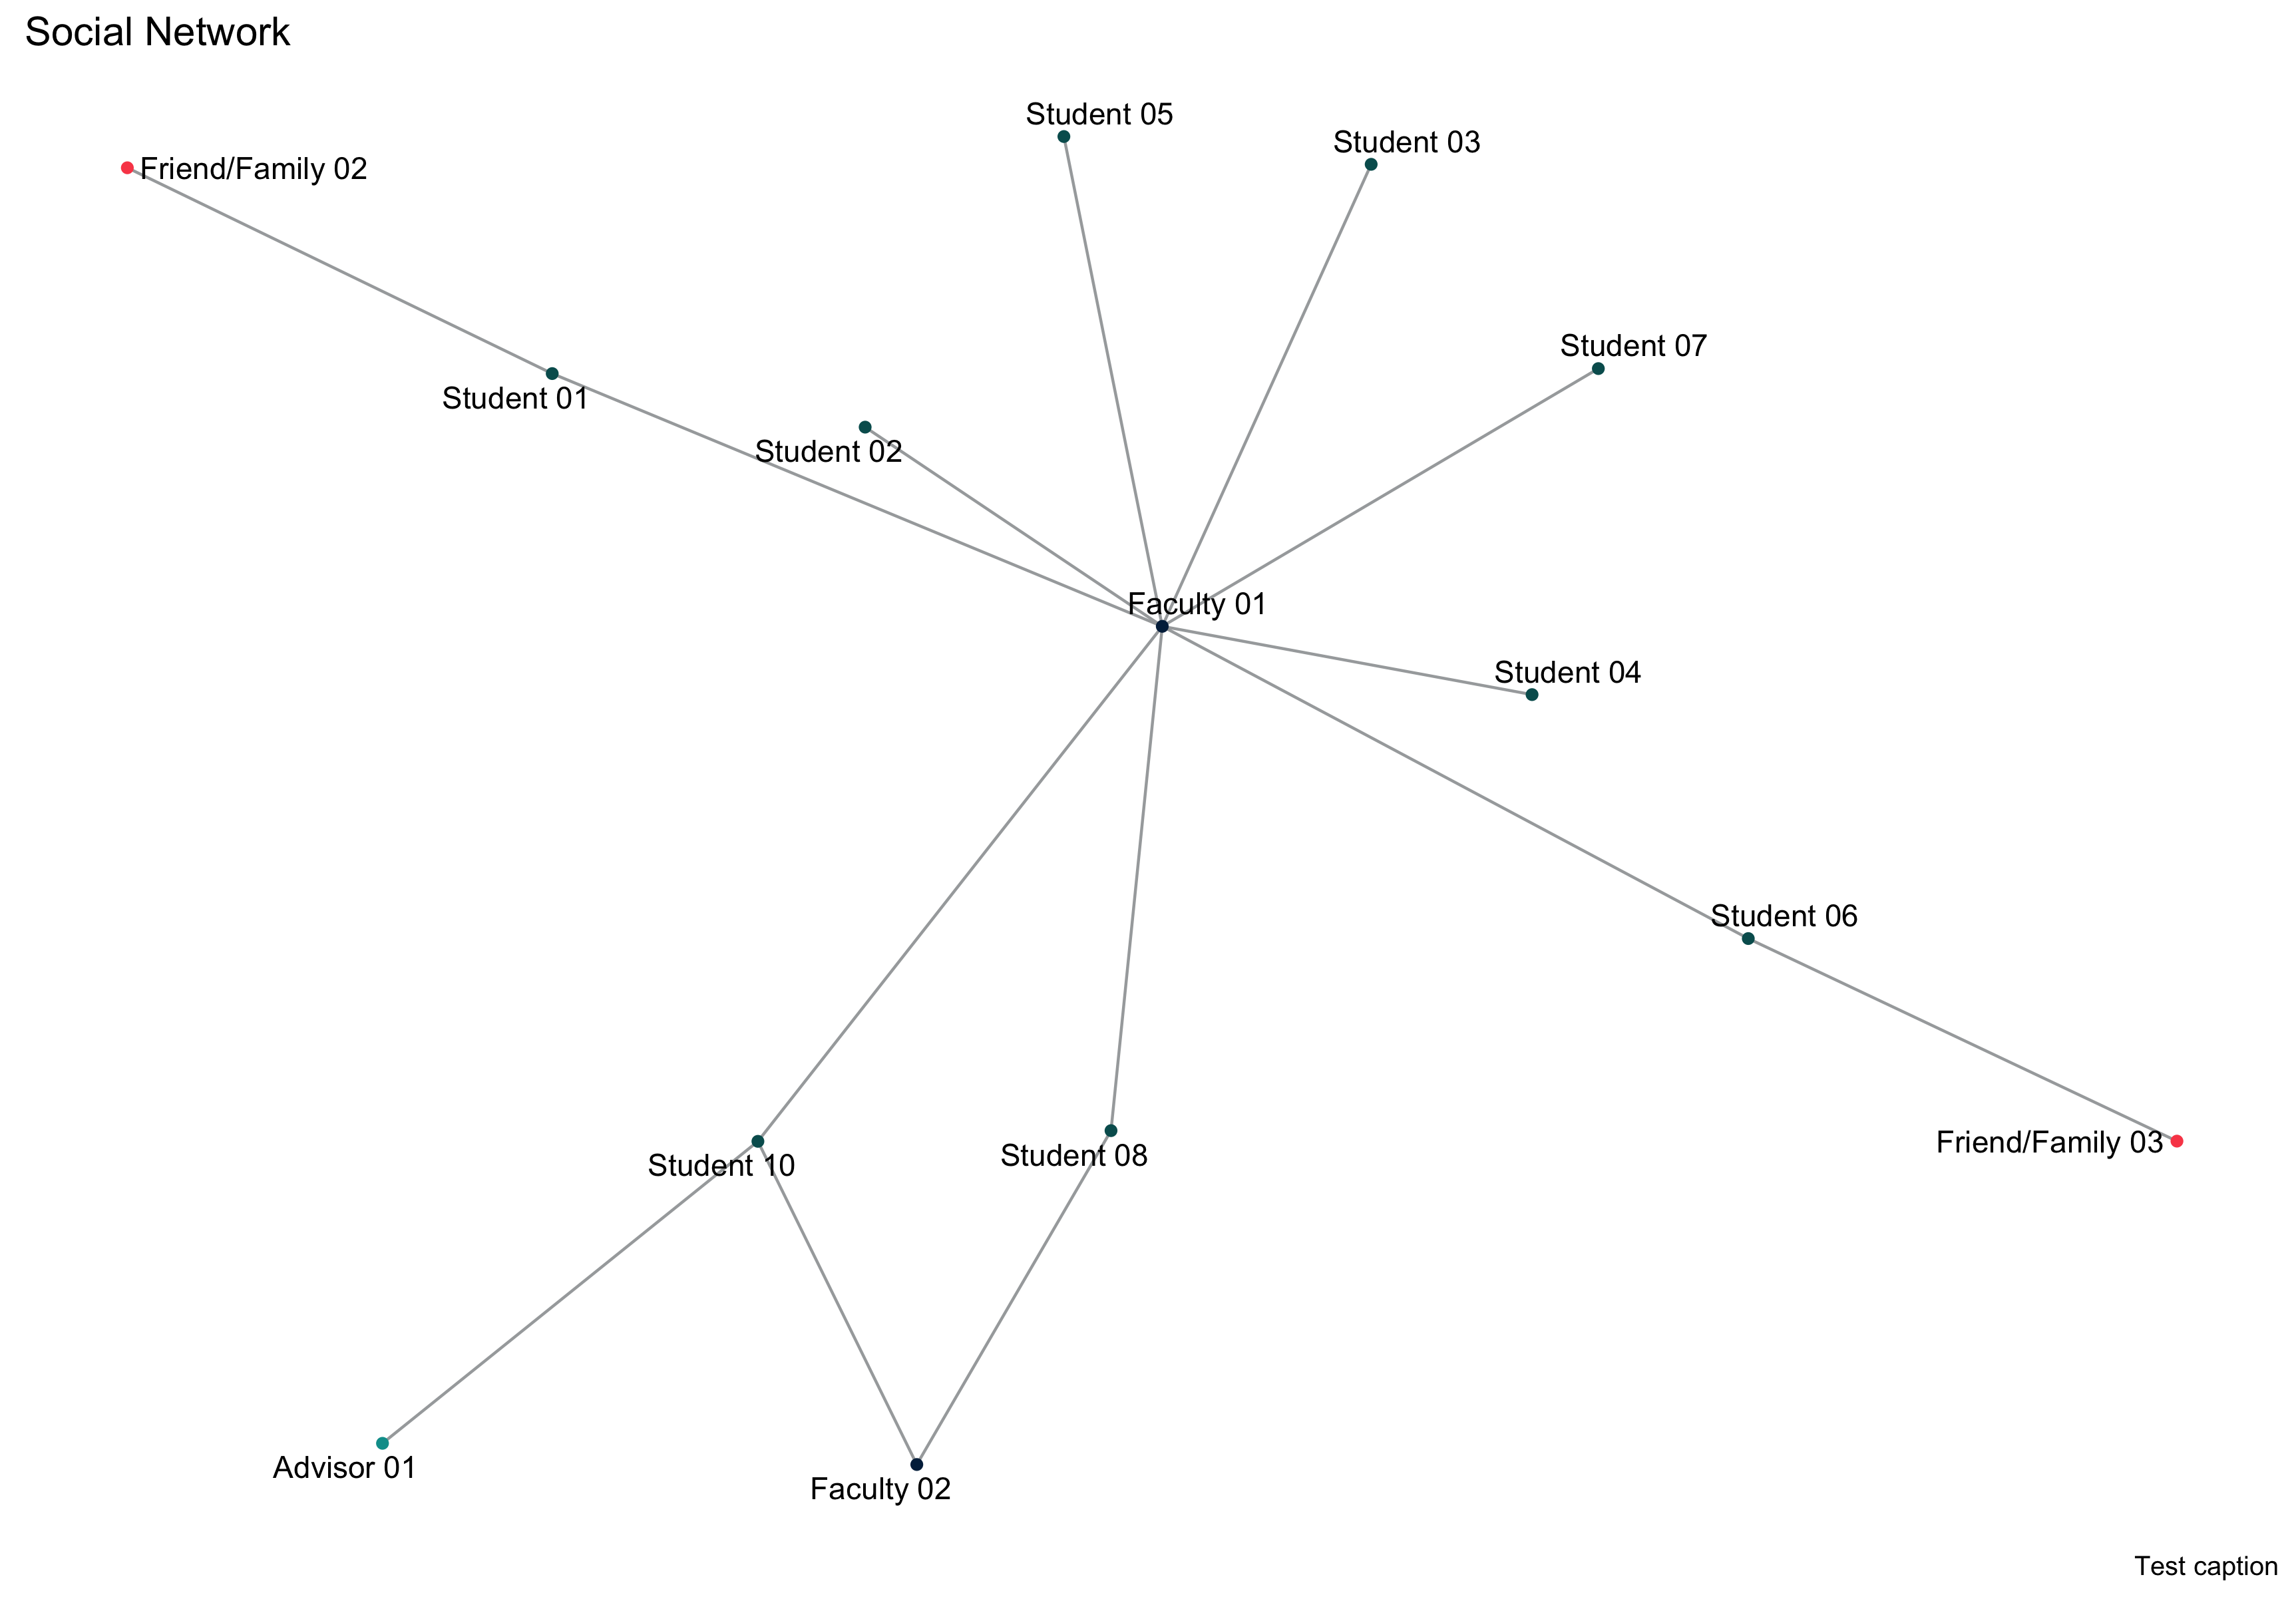 Social Network
Student 05
Student 03
Friend/Family 02
Student 07
Student 01
Student 02
Faculty 01
Student 04
Student 06
Friend/Family 03
Student 08
Student 10
Advisor 01
Faculty 02
Test caption